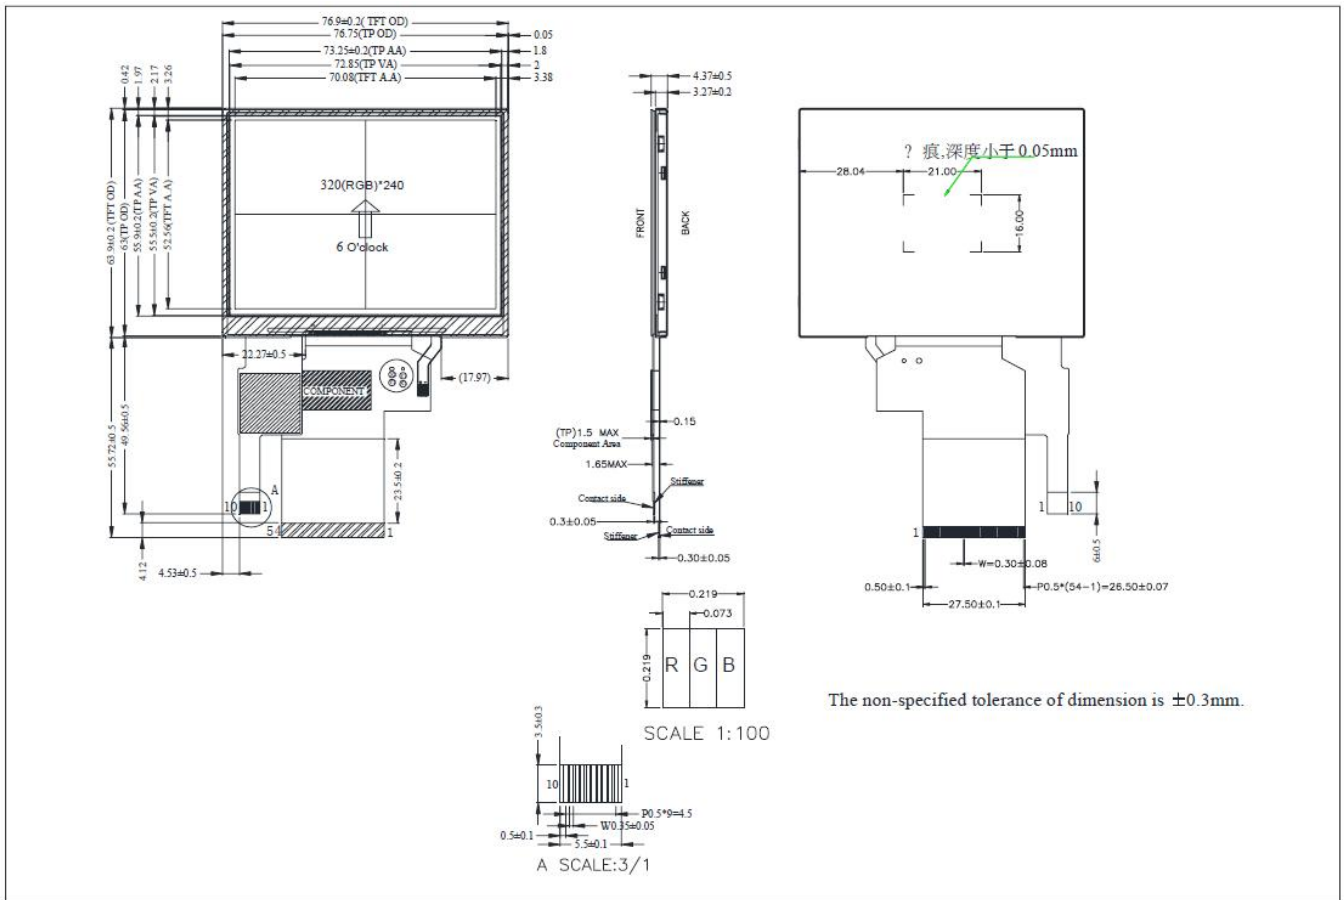 76.9±0.2( TFT OD)
76.75(TP OD)
0.05
73.25±0.2(TP AA)
1.8
72.85(TP VA)
2
70.08(TFT A.A)
3.38
0.42
1.97
2.17
3.26
63.9±0.2 (TFT OD)
63(TP OD)
55.9±0.2(TP A.A)
55.5±0.2(TP VA)
52.56(TFT A.A)
320(RGB)*240
6 O'clock
22.27±0.5
(17.97)
COMPONENT
55.72±0.5
49.56±0.5
23.5±0.2
A
10
1
54
1
4.12
4.53±0.5
4.37±0.5
3.27±0.2
FRONT
BACK
0.15
(TP)1.5 MAX
Component Area
1.65MAX
Stiffener
Contact side
0.3±0.05
Contact side
Stiffener
0.30±0.05
? 痕,深度小于0.05mm
28.04
21.00
16.00
1
10
1
6±0.5
W=0.30±0.08
0.50±0.1
P0.5*(54-1)=26.50±0.07
27.50±0.1
0.219
0.073
0.219
R G B
SCALE 1:100
The non-specified tolerance of dimension is ±0.3mm.
3.5±0.3
10
1
P0.5*9=4.5
W0.35±0.05
0.5±0.1
5.5±0.1
A SCALE:3/1